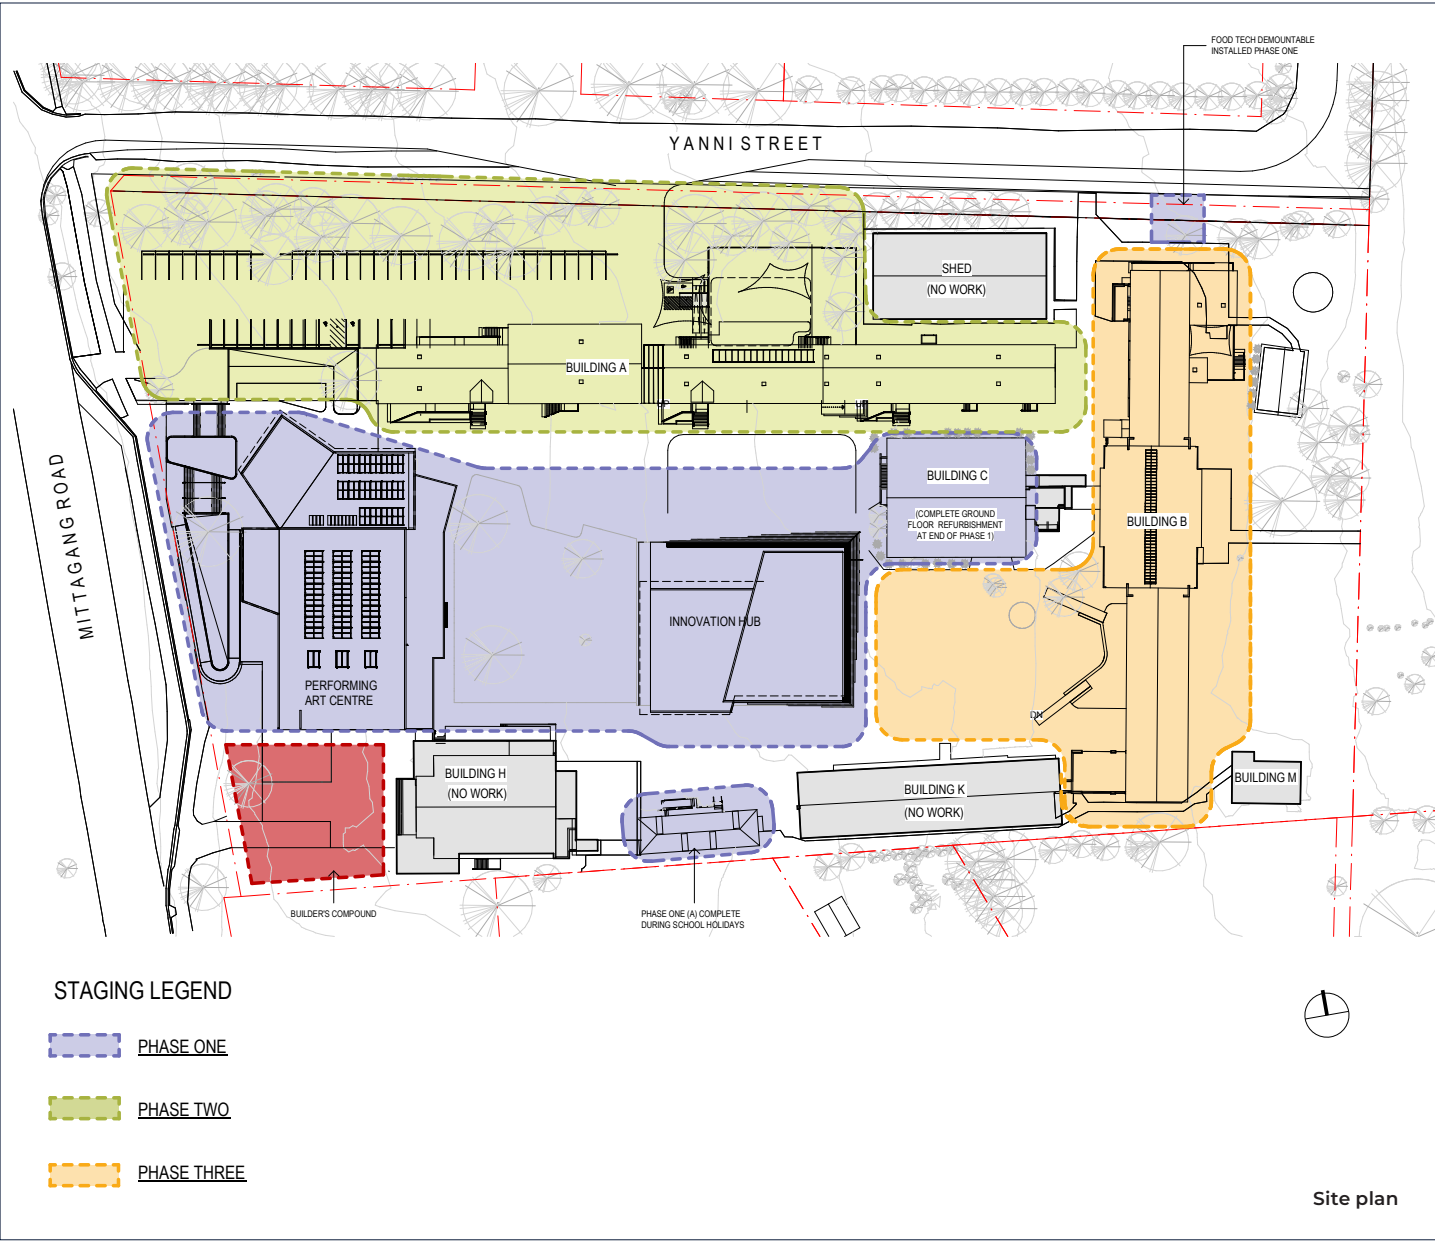 FOOD TECH DEMOUNTABLE
INSTALLED PHASE ONE
YANNI STREET
SHED
(NO WORK)
BUILDING A
MITTAGANG ROAD
BUILDING C
(COMPLETE GROUND
FLOOR REFURBISHMENT
AT END OF PHASE 1)
BUILDING B
INNOVATION HUB
PERFORMING
ART CENTRE
DN
BUILDING H
(NO WORK)
BUILDING K
(NO WORK)
BUILDING M
BUILDER'S COMPOUND
PHASE ONE (A) COMPLETE
DURING SCHOOL HOLIDAYS
STAGING LEGEND
PHASE ONE
PHASE TWO
PHASE THREE
Site plan